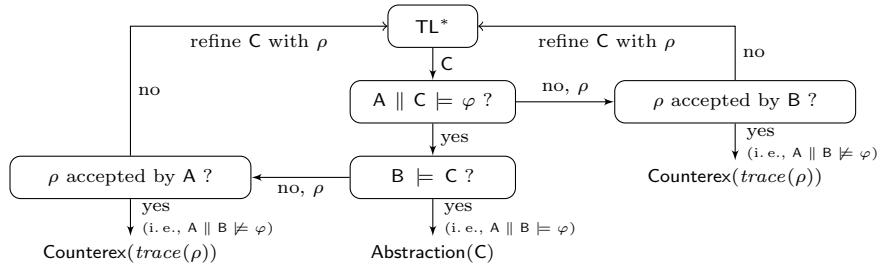 TL*
refine C with ρ
refine C with ρ
C
no
no
A ∥ C ⊨ φ ?
no, ρ
ρ accepted by B ?
yes
yes
(i. e., A ∥ B ⊭ φ)
Counterex(trace(ρ))
ρ accepted by A ?
no, ρ
B ⊨ C ?
yes
(i. e., A ∥ B ⊭ φ)
yes
(i. e., A ∥ B ⊨ φ)
Counterex(trace(ρ))
Abstraction(C)